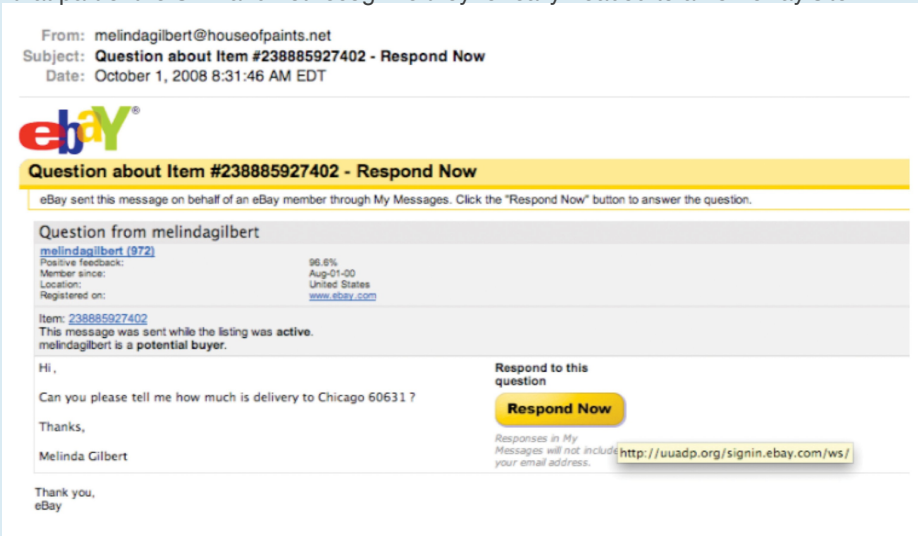 From: melindagilbert@houseofpaints.net
Subject: Question about Item #238885927402 - Respond Now
Date: October 1, 2008 8:31:46 AM EDT
ebaY®
Question about Item #238885927402 - Respond Now
eBay sent this message on behalf of an eBay member through My Messages. Click the "Respond Now" button to answer the question.
Question from melindagilbert
melindagilbert (972)
Positive feedback: 96.6%
Member since: Aug-01-00
Location: United States
Registered on: www.ebay.com
Item: 238885927402
This message was sent while the listing was active.
melindagilbert is a potential buyer.
Hi,
Can you please tell me how much is delivery to Chicago 60631 ?
Thanks,
Melinda Gilbert
Respond to this
question
Respond Now
Responses in My
Messages will not include
your email address.
http://uuadp.org/signin.ebay.com/ws/
Thank you,
eBay